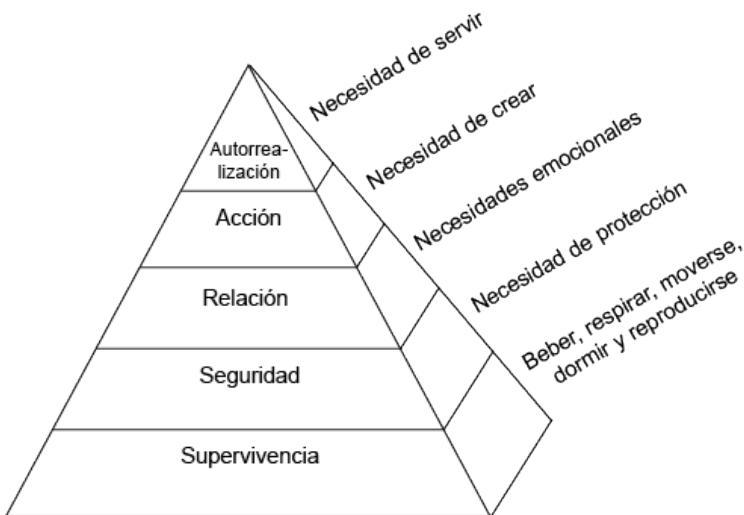 Autorrea-
lización
Acción
Relación
Seguridad
Supervivencia
Necesidad de servir
Necesidad de crear
Necesidades emocionales
Necesidad de protección
Beber, respirar, moverse,
dormir y reproducirse